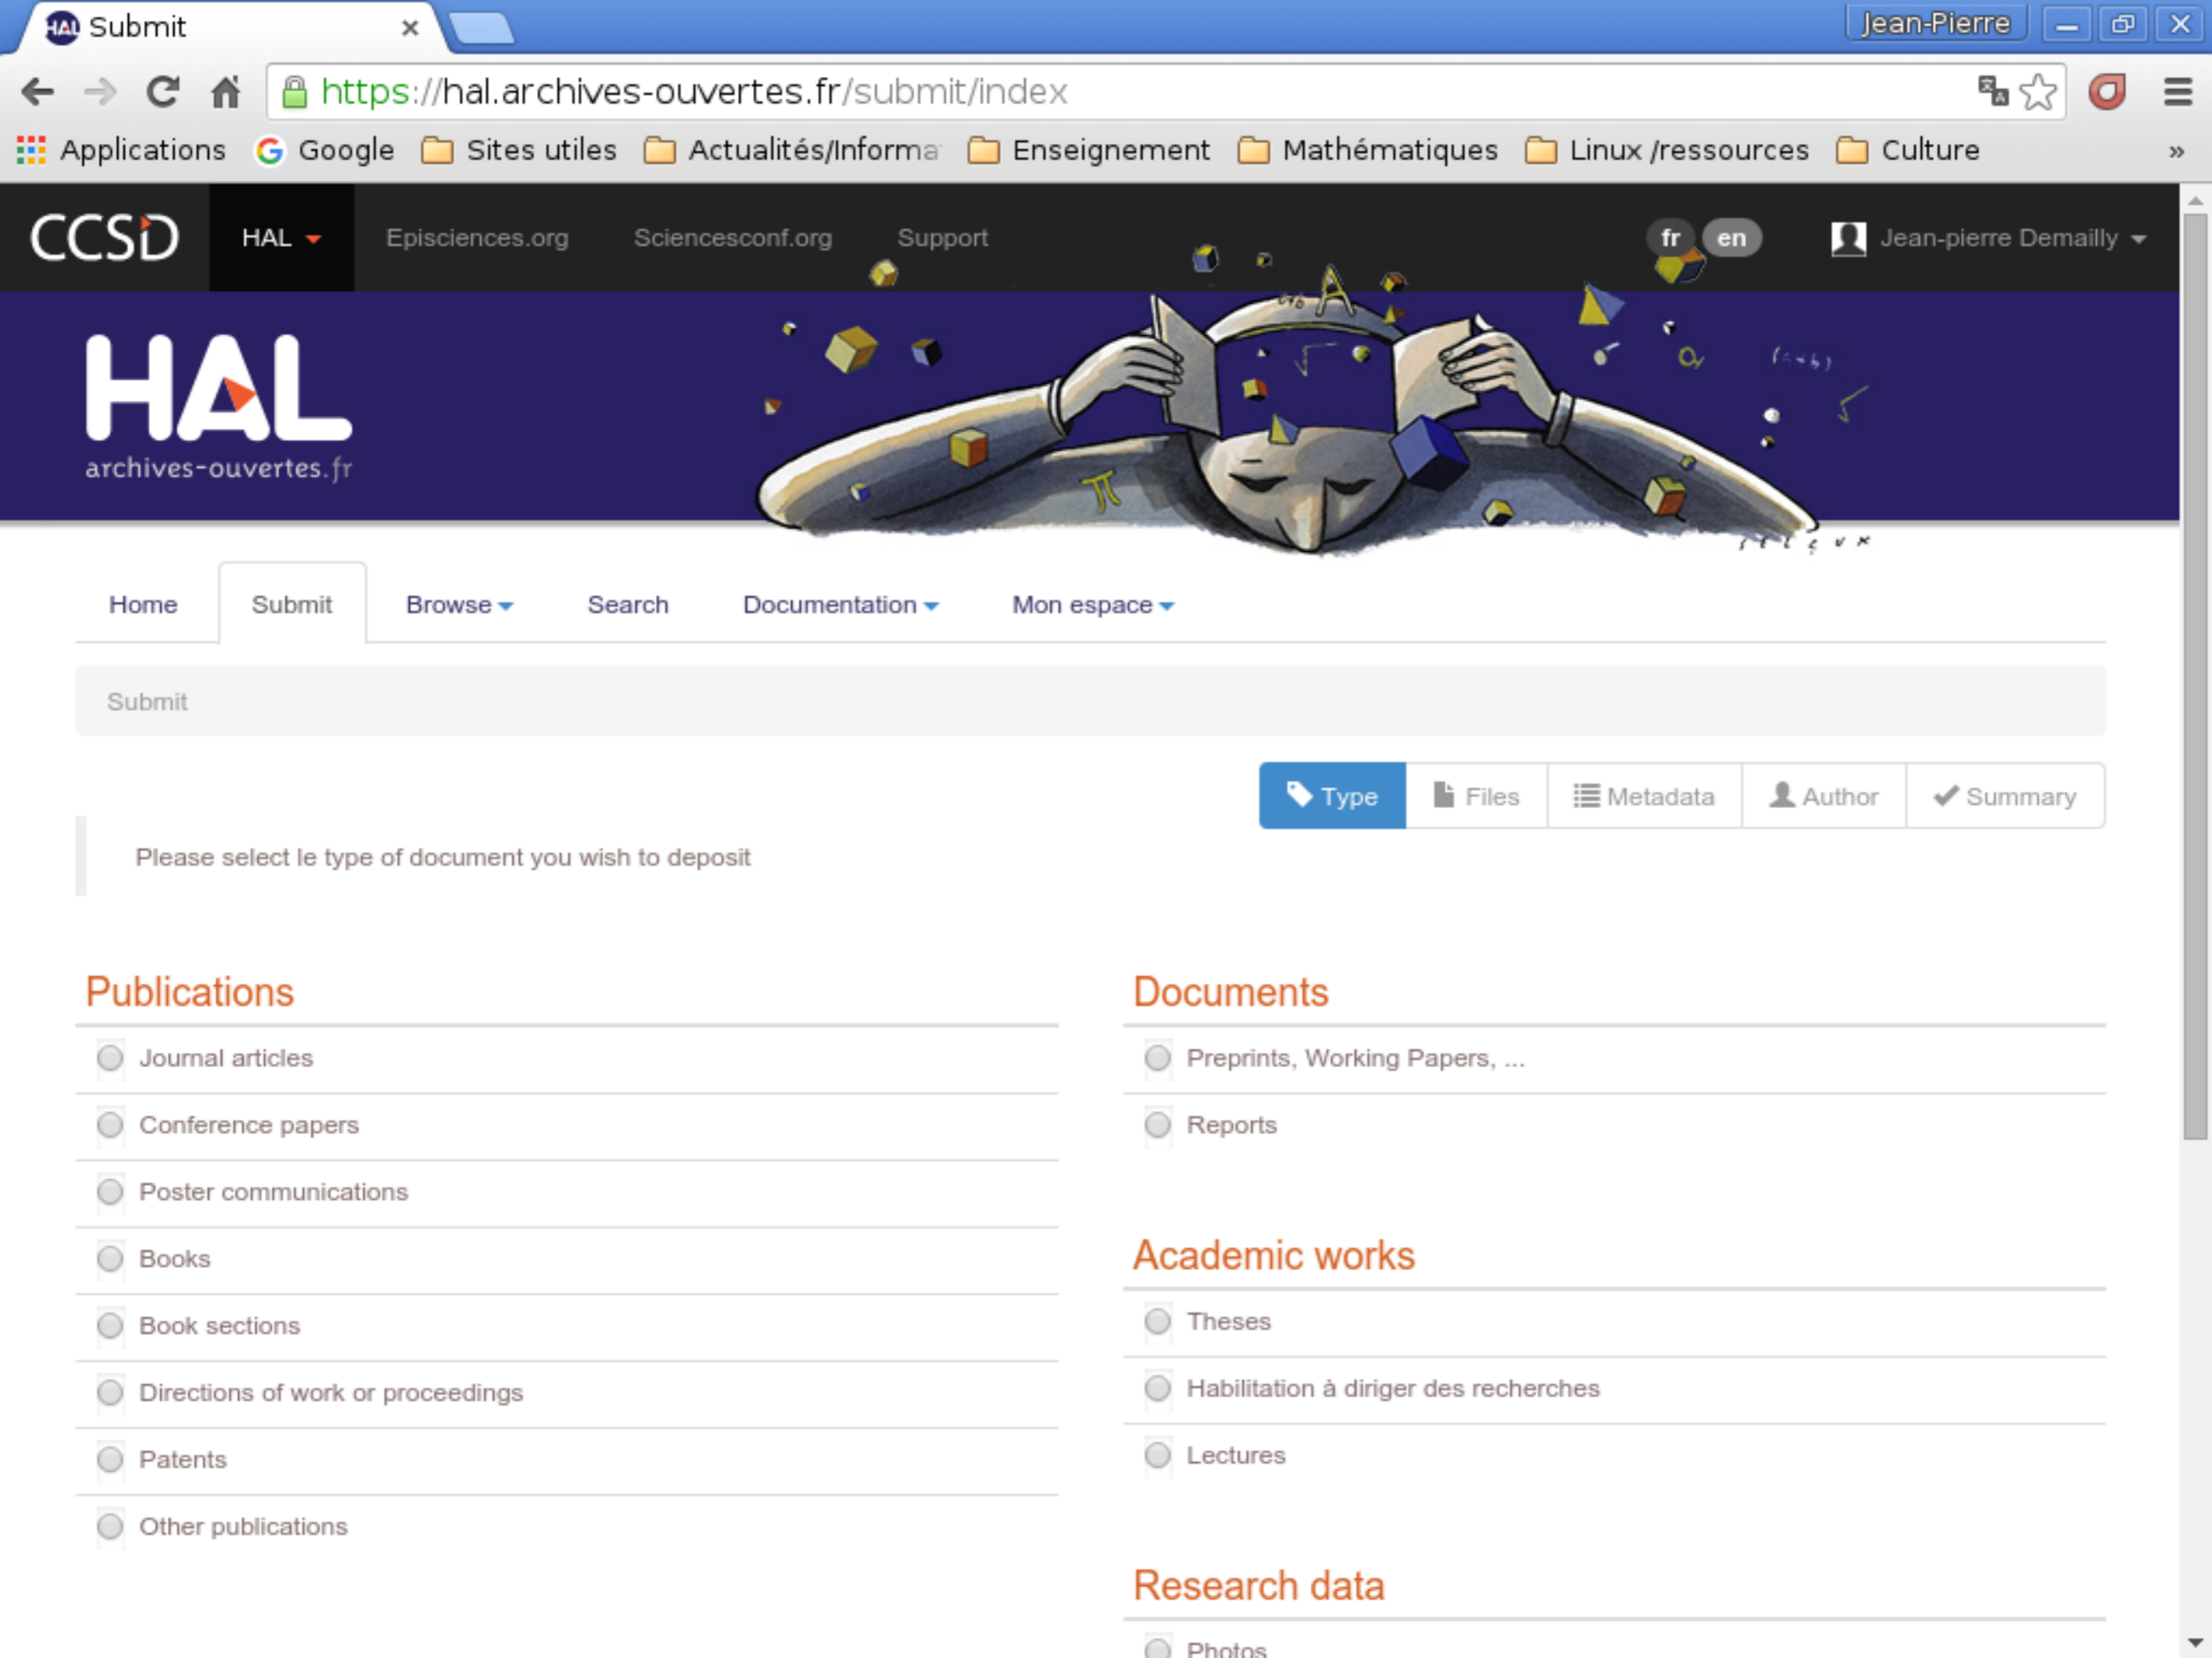 HAL Submit × Jean-Pierre
https://hal.archives-ouvertes.fr/submit/index
Applications Google Sites utiles Actualités/Informa Enseignement Mathématiques Linux /ressources Culture »
CCSD HAL Episciences.org Sciencesconf.org Support fr en Jean-pierre Demailly
HAL
archives-ouvertes.fr
A
π
Home Submit Browse Search Documentation Mon espace
Submit
Type Files Metadata Author Summary
Please select le type of document you wish to deposit
Publications
Journal articles
Conference papers
Poster communications
Books
Book sections
Directions of work or proceedings
Patents
Other publications
Documents
Preprints, Working Papers, ...
Reports
Academic works
Theses
Habilitation à diriger des recherches
Lectures
Research data
Photos